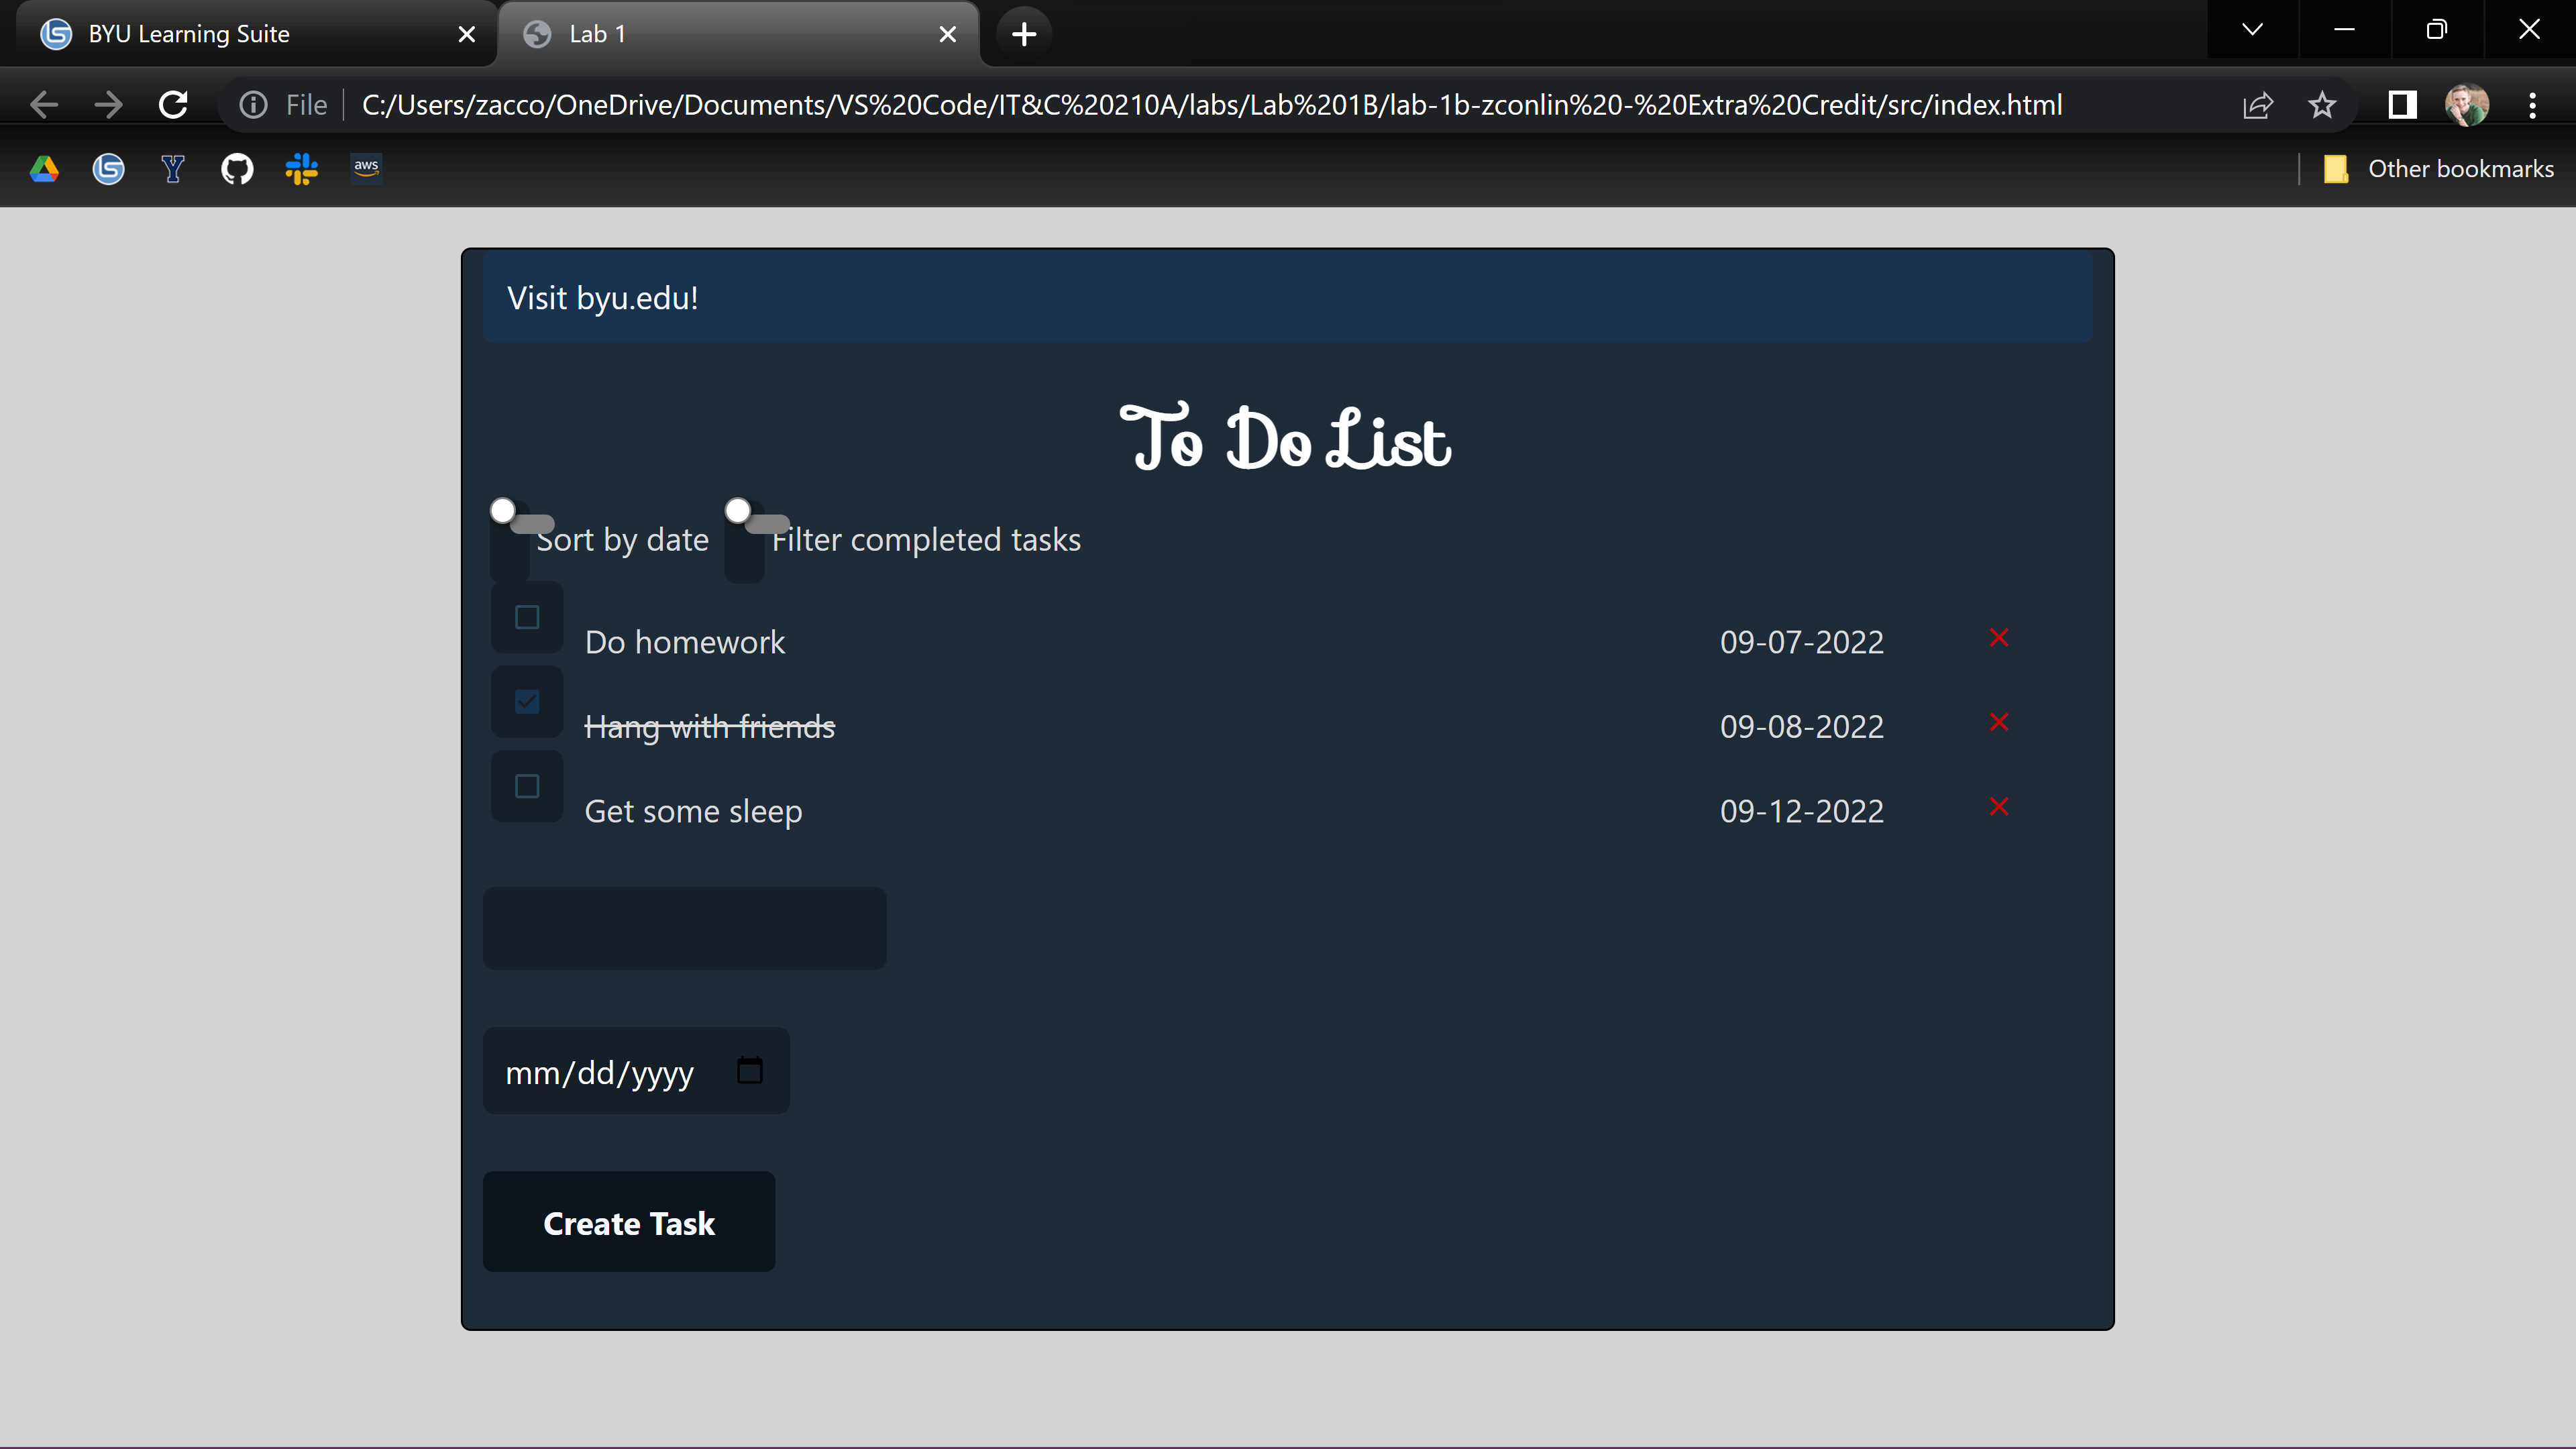 BYU Learning Suite
Lab 1
File C:/Users/zacco/OneDrive/Documents/VS%20Code/IT&C%20210A/labs/Lab%201B/lab-1b-zconlin%20-%20Extra%20Credit/src/index.html
aws
Other bookmarks
Visit byu.edu!
To Do List
Sort by date Filter completed tasks
Do homework 09-07-2022
Hang with friends 09-08-2022
Get some sleep 09-12-2022
mm/dd/yyyy
Create Task